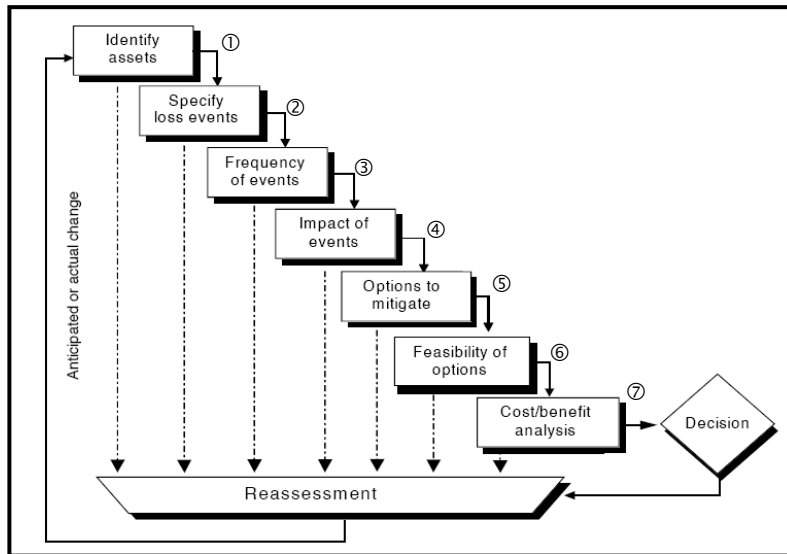 Identify
assets
①
Specify
loss events
②
Frequency
of events
③
Impact of
events
④
Options to
mitigate
⑤
Feasibility of
options
⑥
Cost/benefit
analysis
⑦
Decision
Anticipated or actual change
Reassessment